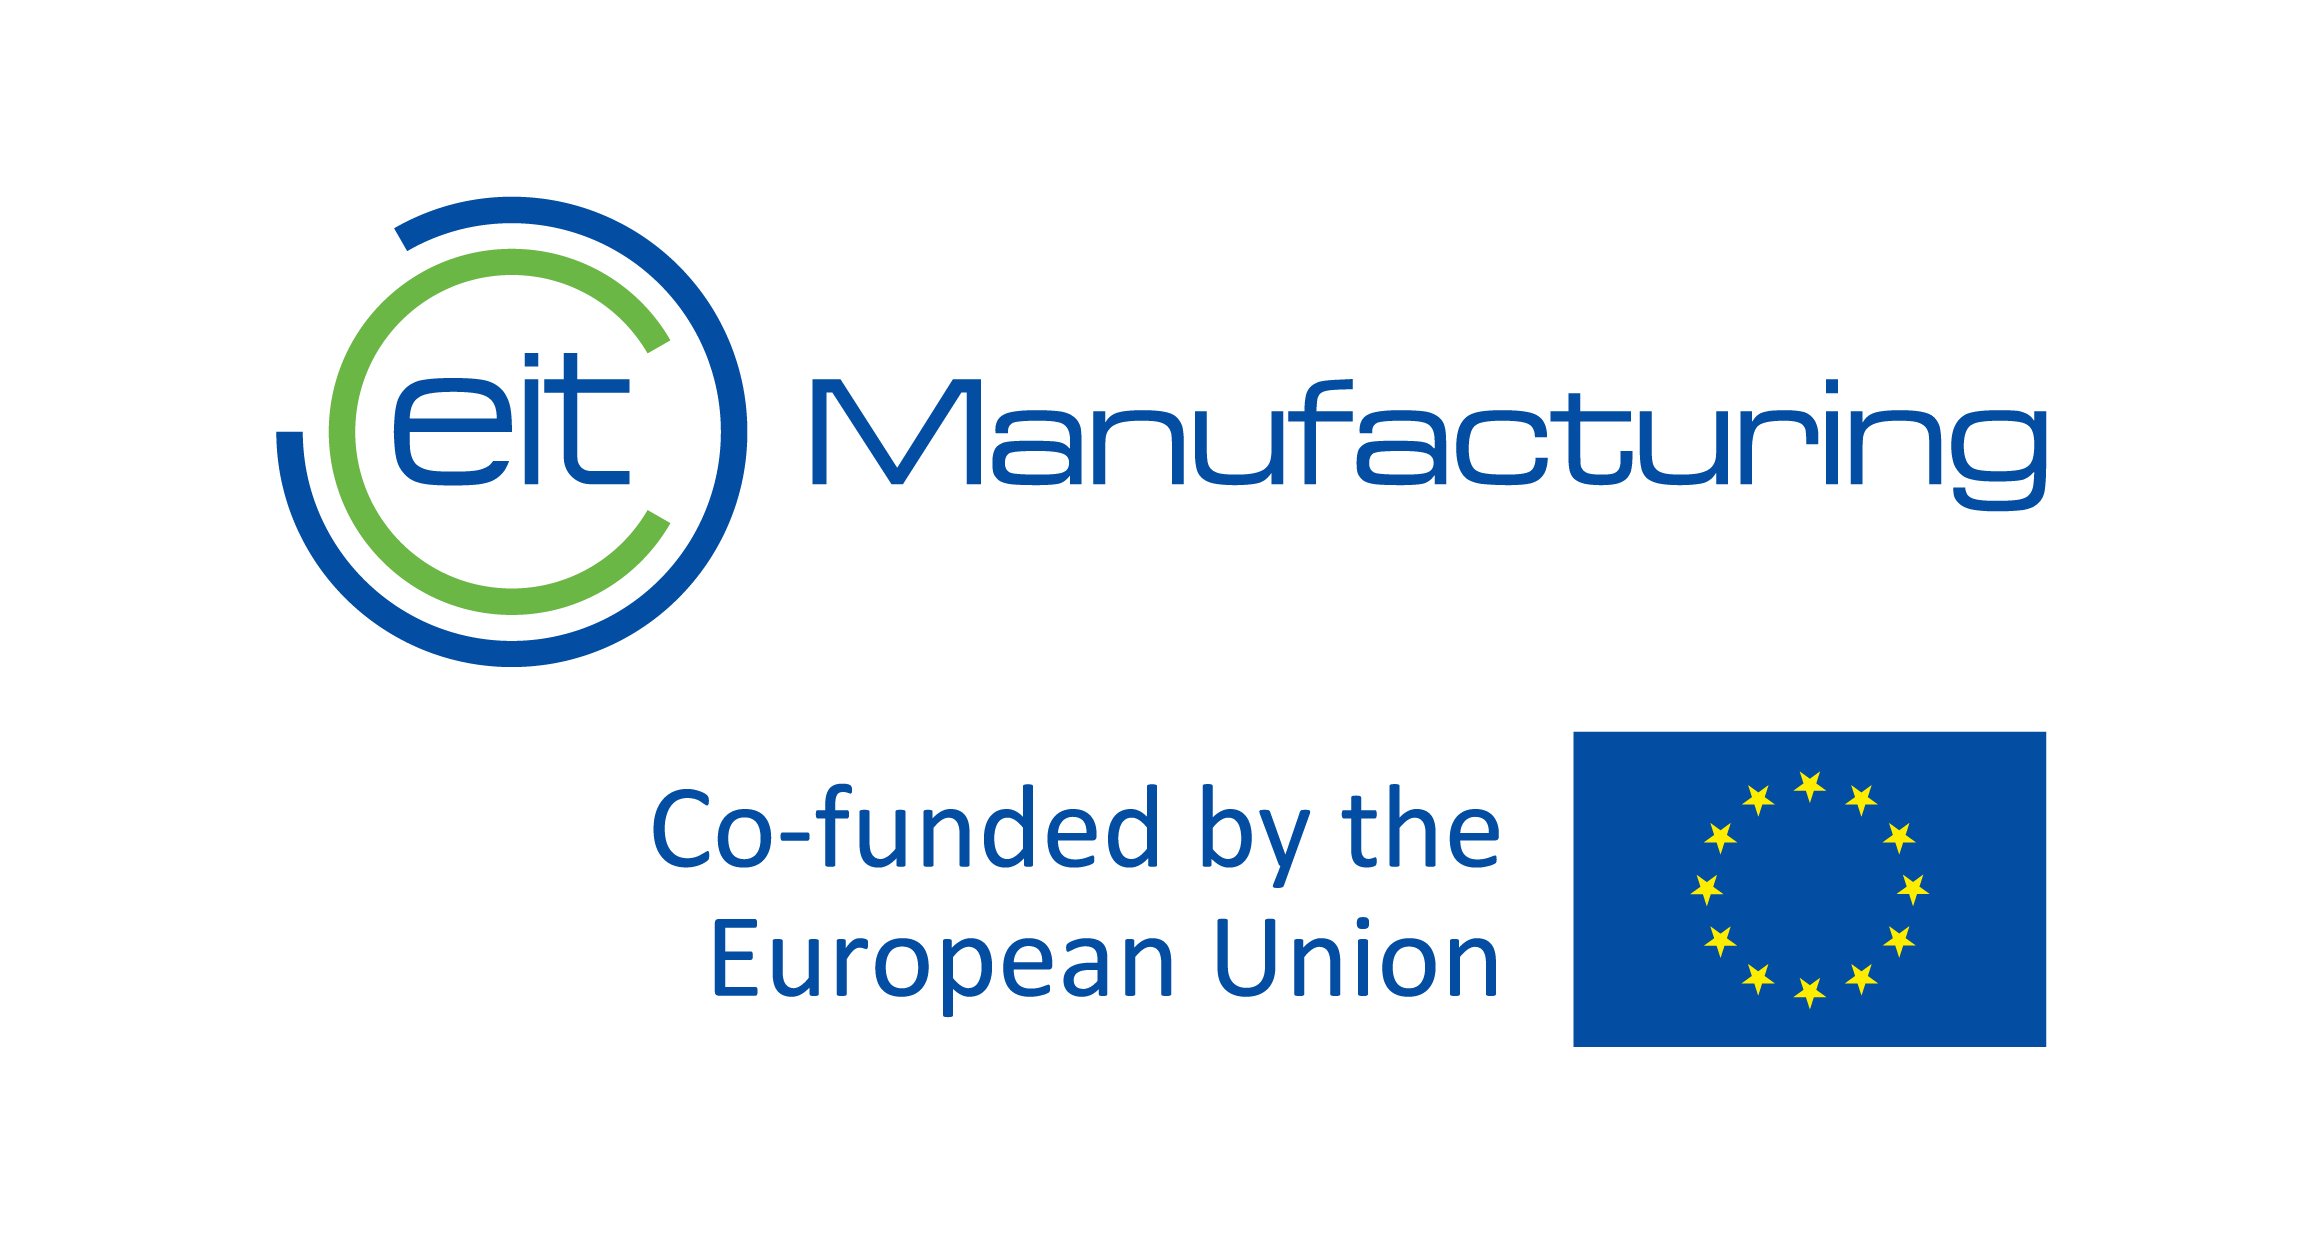 eit Manufacturing
Co-funded by the
European Union